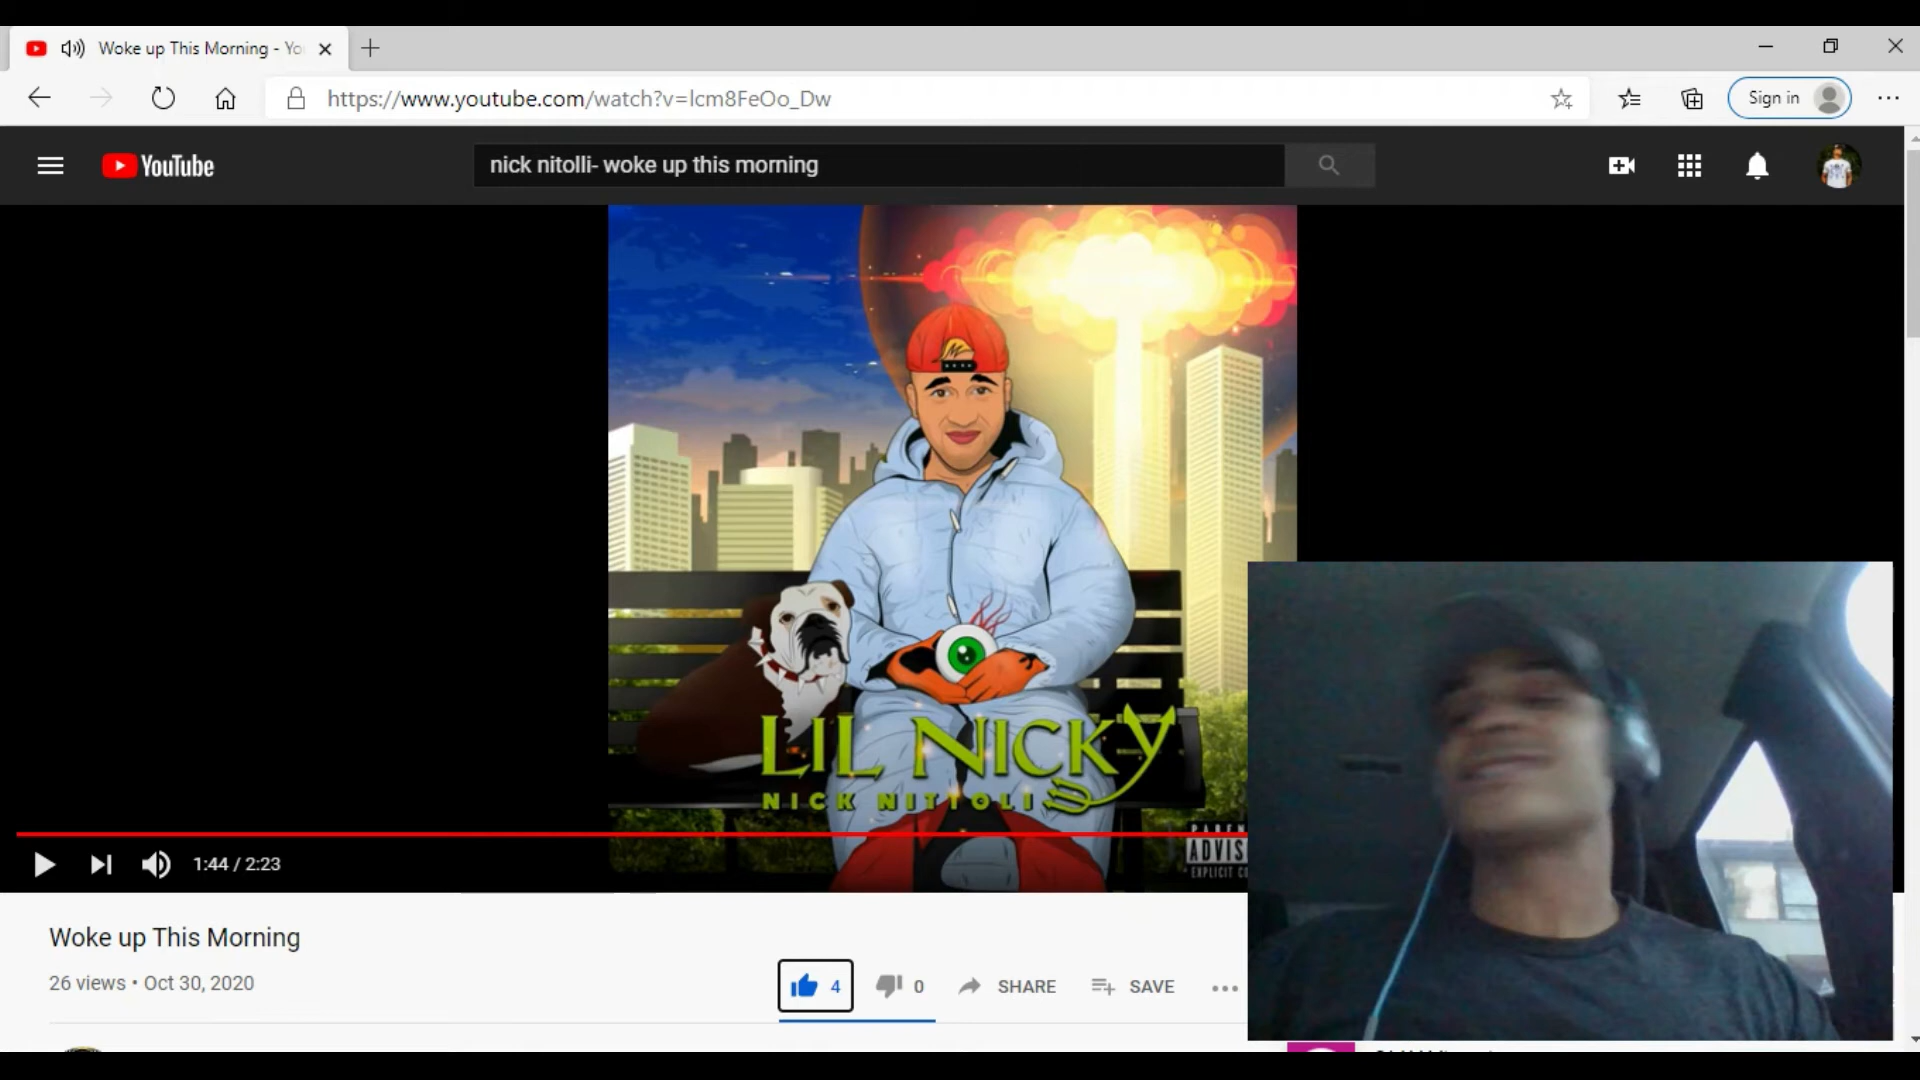 Woke up This Morning - Yo
https://www.youtube.com/watch?v=lcm8FeOo_Dw
Sign in
YouTube
nick nitolli- woke up this morning
LIL NICKY
NICK NITTOLI
ADVIS
EXPLICIT CO
1:44 / 2:23
Woke up This Morning
26 views • Oct 30, 2020
4
0
SHARE
SAVE